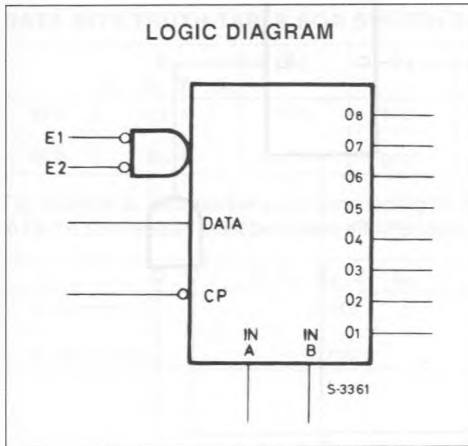 LOGIC DIAGRAM
E1
E2
DATA
CP
IN
A
IN
B
O8
O7
O6
O5
O4
O3
O2
O1
S-3361